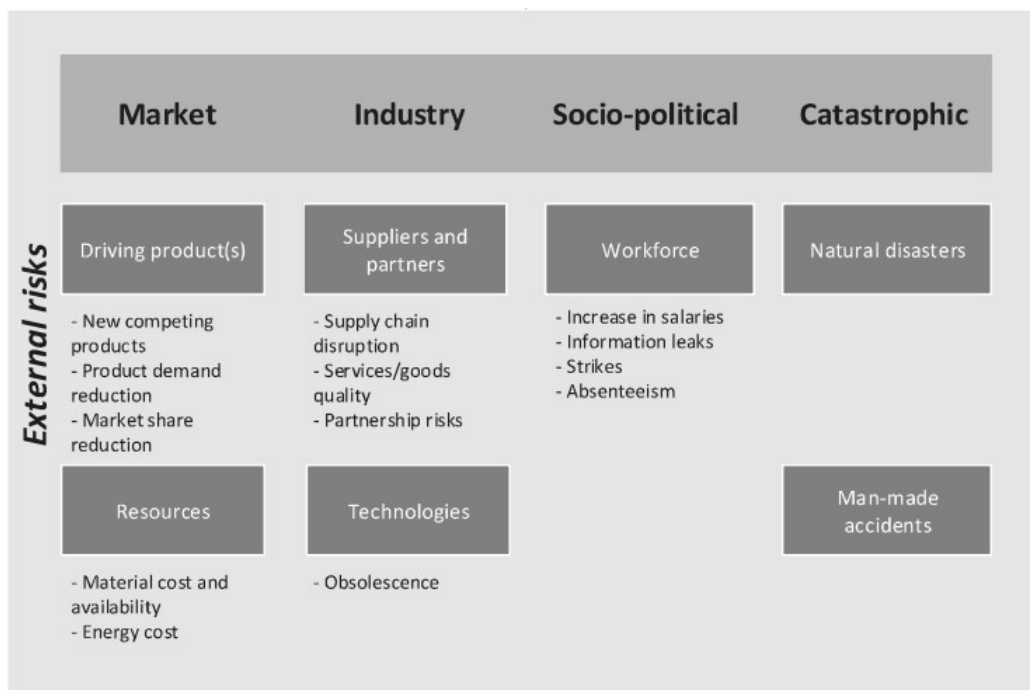 External risks
Market
Industry
Socio-political
Catastrophic
Driving product(s)
- New competing
products
- Product demand
reduction
- Market share
reduction
Suppliers and
partners
- Supply chain
disruption
- Services/goods
quality
- Partnership risks
Workforce
- Increase in salaries
- Information leaks
- Strikes
- Absenteeism
Natural disasters
Resources
- Material cost and
availability
- Energy cost
Technologies
- Obsolescence
Man-made
accidents